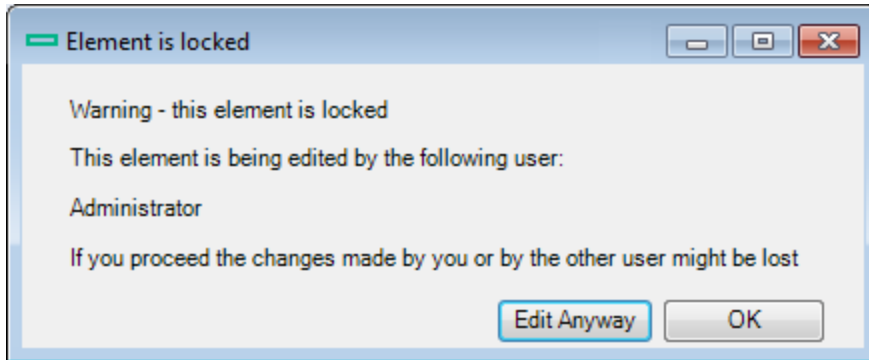 Element is locked
Warning - this element is locked
This element is being edited by the following user:
Administrator
If you proceed the changes made by you or by the other user might be lost
Edit Anyway OK